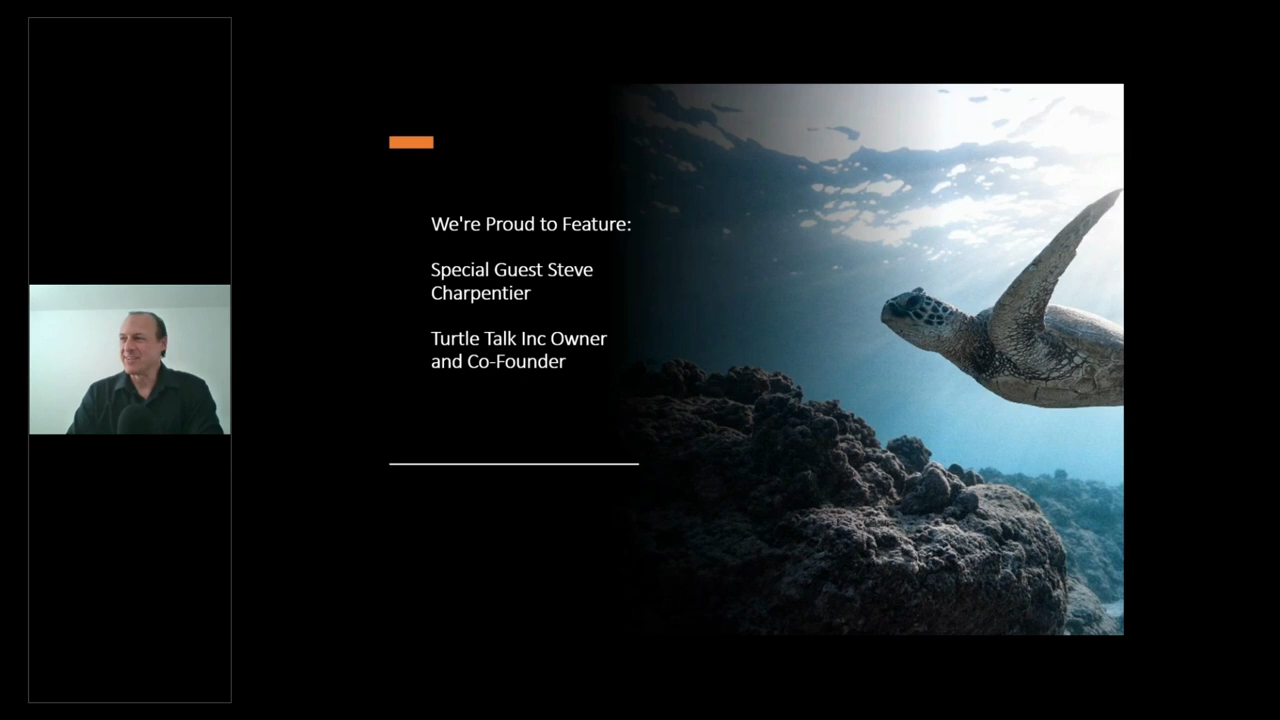 We're Proud to Feature:
Special Guest Steve
Charpentier
Turtle Talk Inc Owner
and Co-Founder